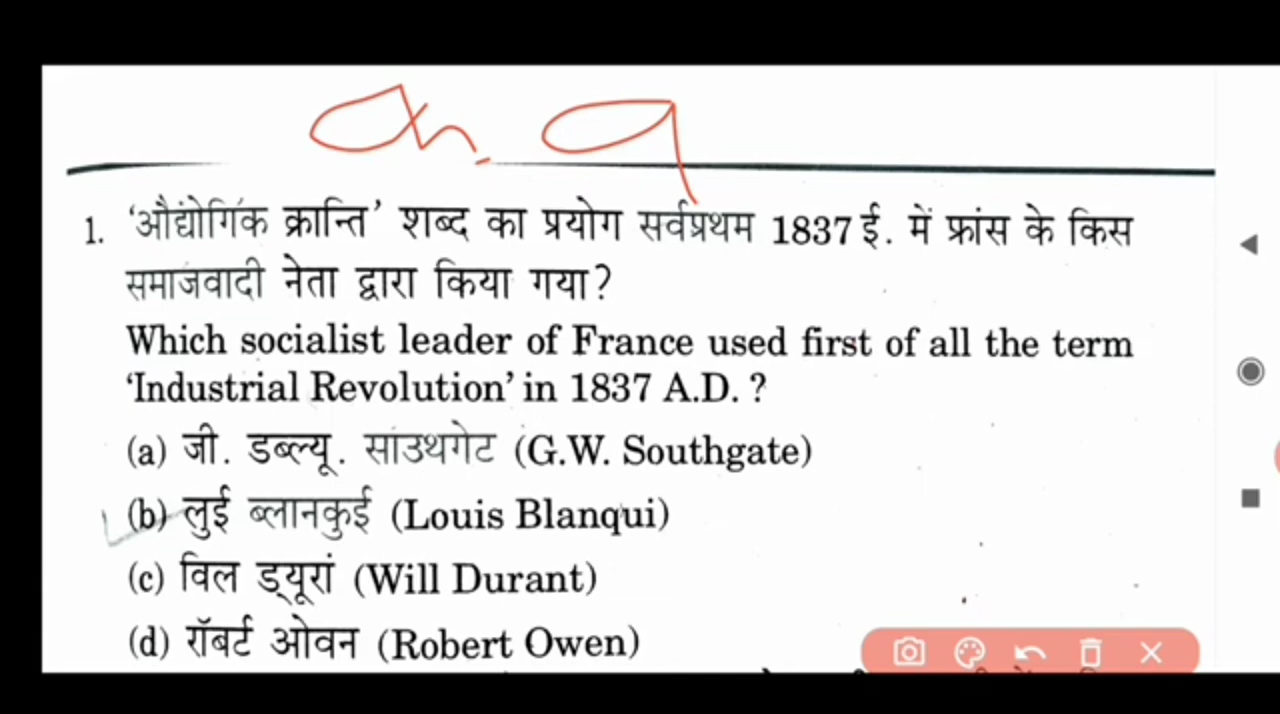 Ch. 9
1. 'औद्योगिक क्रान्ति' शब्द का प्रयोग सर्वप्रथम 1837 ई. में फ्रांस के किस
समाजवादी नेता द्वारा किया गया?
Which socialist leader of France used first of all the term
'Industrial Revolution' in 1837 A.D. ?
(a) जी. डब्ल्यू. साउथगेट (G.W. Southgate)
(b) लुई ब्लानकुई (Louis Blanqui)
(c) विल ड्यूरां (Will Durant)
(d) रॉबर्ट ओवन (Robert Owen)